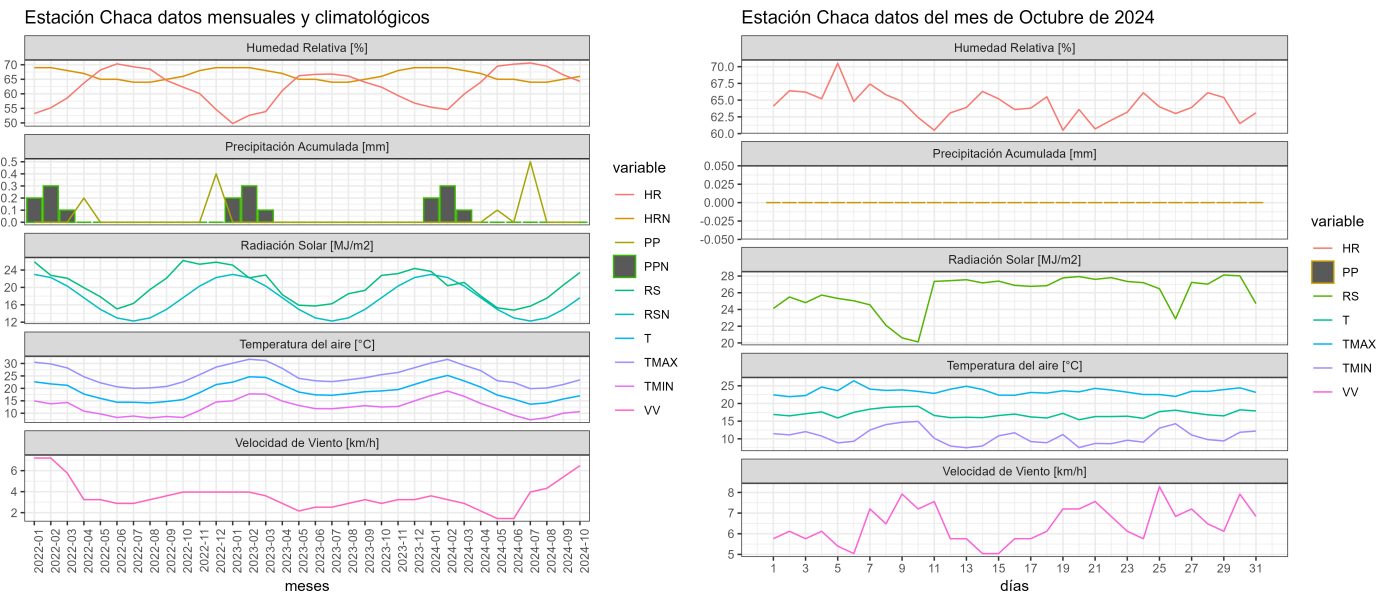 Estación Chaca datos mensuales y climatológicos
Humedad Relativa [%]
70
65
60
55
50
Precipitación Acumulada [mm]
0.5
0.4
0.3
0.2
0.1
0.0
Radiación Solar [MJ/m2]
24
20
16
12
Temperatura del aire [°C]
30
25
20
15
10
Velocidad de Viento [km/h]
6
4
2
2022-01
2022-02
2022-03
2022-04
2022-05
2022-06
2022-07
2022-08
2022-09
2022-10
2022-11
2022-12
2023-01
2023-02
2023-03
2023-04
2023-05
2023-06
2023-07
2023-08
2023-09
2023-10
2023-11
2023-12
2024-01
2024-02
2024-03
2024-04
2024-05
2024-06
2024-07
2024-08
2024-09
2024-10
meses
variable
HR
HRN
PP
PPN
RS
RSN
T
TMAX
TMIN
VV
Estación Chaca datos del mes de Octubre de 2024
Humedad Relativa [%]
70.0
67.5
65.0
62.5
60.0
Precipitación Acumulada [mm]
0.050
0.025
0.000
-0.025
-0.050
Radiación Solar [MJ/m2]
28
26
24
22
20
Temperatura del aire [°C]
25
20
15
10
Velocidad de Viento [km/h]
8
7
6
5
1 3 5 7 9 11 13 15 17 19 21 23 25 27 29 31
días
variable
HR
PP
RS
T
TMAX
TMIN
VV